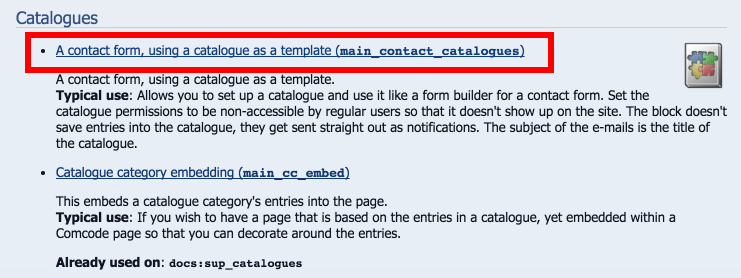 Catalogues
• A contact form, using a catalogue as a template (main_contact_catalogues)
A contact form, using a catalogue as a template.
Typical use: Allows you to set up a catalogue and use it like a form builder for a contact form. Set the
catalogue permissions to be non-accessible by regular users so that it doesn't show up on the site. The block doesn't
save entries into the catalogue, they get sent straight out as notifications. The subject of the e-mails is the title of
the catalogue.
• Catalogue category embedding (main_cc_embed)
This embeds a catalogue category's entries into the page.
Typical use: If you wish to have a page that is based on the entries in a catalogue, yet embedded within a
Comcode page so that you can decorate around the entries.
Already used on: docs:sup_catalogues